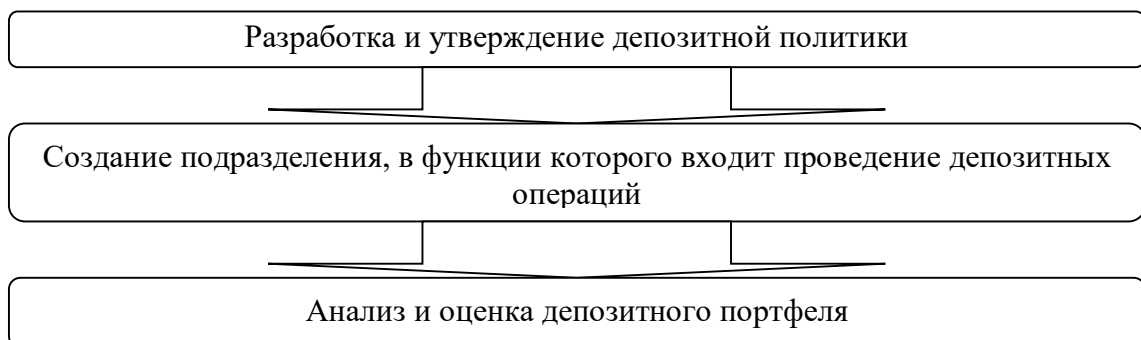 Разработка и утверждение депозитной политики
Создание подразделения, в функции которого входит проведение депозитных
операций
Анализ и оценка депозитного портфеля